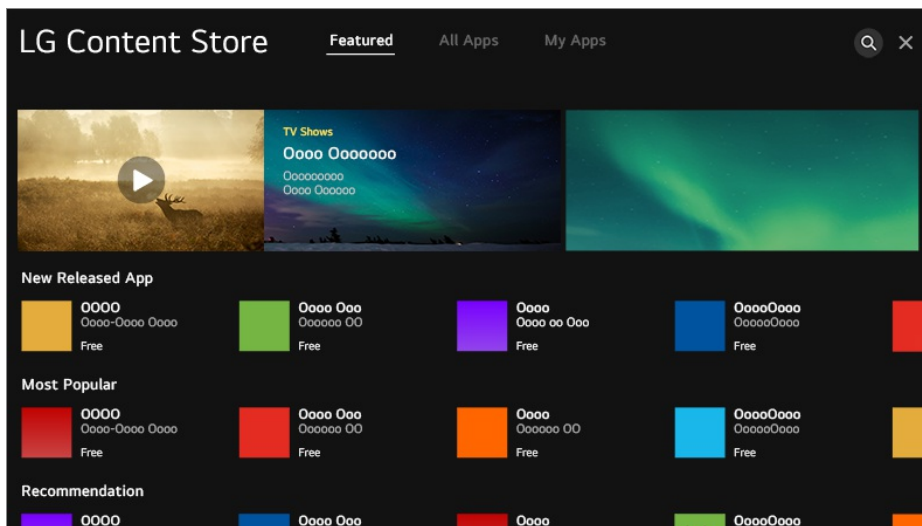 LG Content Store
Featured
All Apps
My Apps
TV Shows
Oooo Ooooooo
Ooooooooo
Oooo Oooooo
New Released App
OOOO
Oooo-Oooo Oooo
Free
Oooo Ooo
Oooooo OO
Free
Oooo
Oooo oo Ooo
Free
OoooOooo
OooooOooo
Free
Most Popular
OOOO
Oooo-Oooo Oooo
Free
Oooo Ooo
Oooooo OO
Free
Oooo
Oooooo OO
Free
OoooOooo
OooooOooo
Free
Recommendation
OOOO
Oooo Ooo
Oooo
OoooOooo